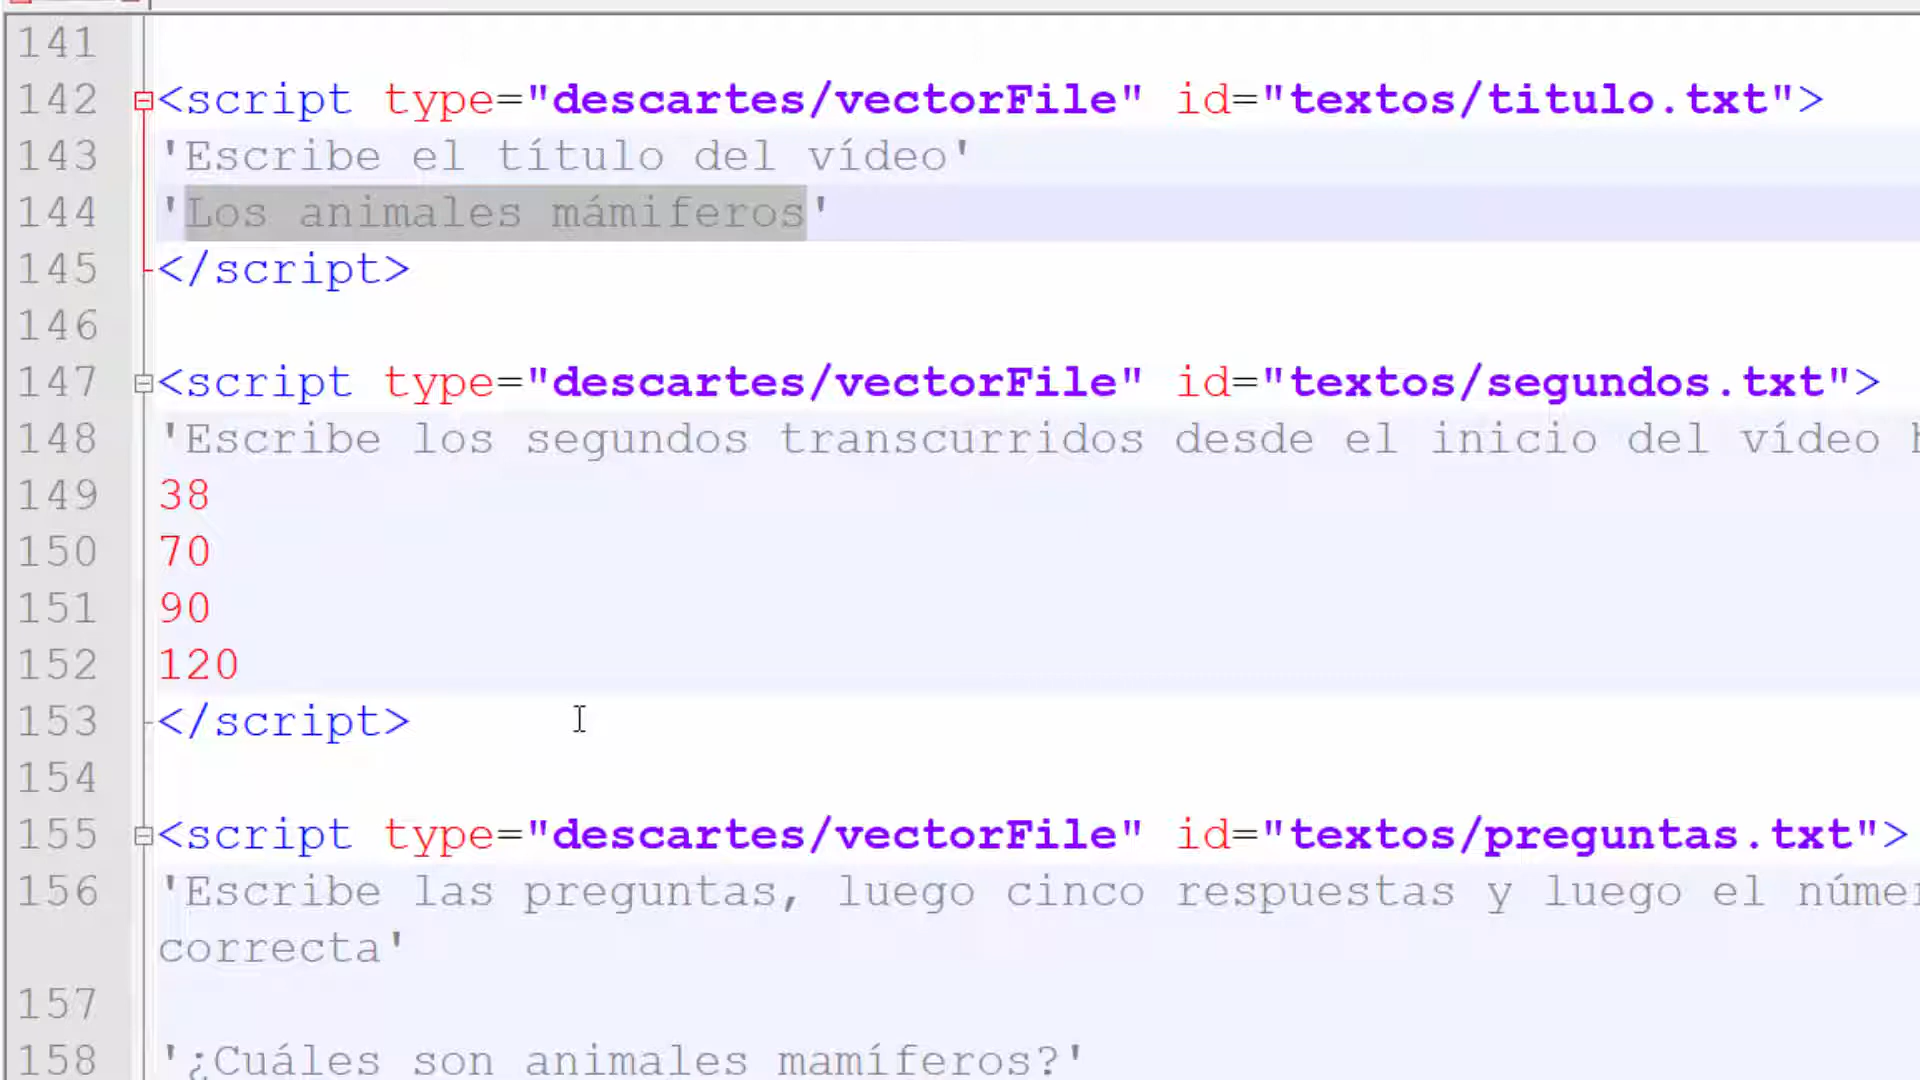 141
142 <script type="descartes/vectorFile" id="textos/titulo.txt">
143 'Escribe el título del vídeo'
144 'Los animales mámiferos'
145 </script>
146
147 <script type="descartes/vectorFile" id="textos/segundos.txt">
148 'Escribe los segundos transcurridos desde el inicio del vídeo
149 38
150 70
151 90
152 120
153 </script>
154
155 <script type="descartes/vectorFile" id="textos/preguntas.txt">
156 'Escribe las preguntas, luego cinco respuestas y luego el
correcta'
157
158 '¿Cuáles son animales mamíferos?'